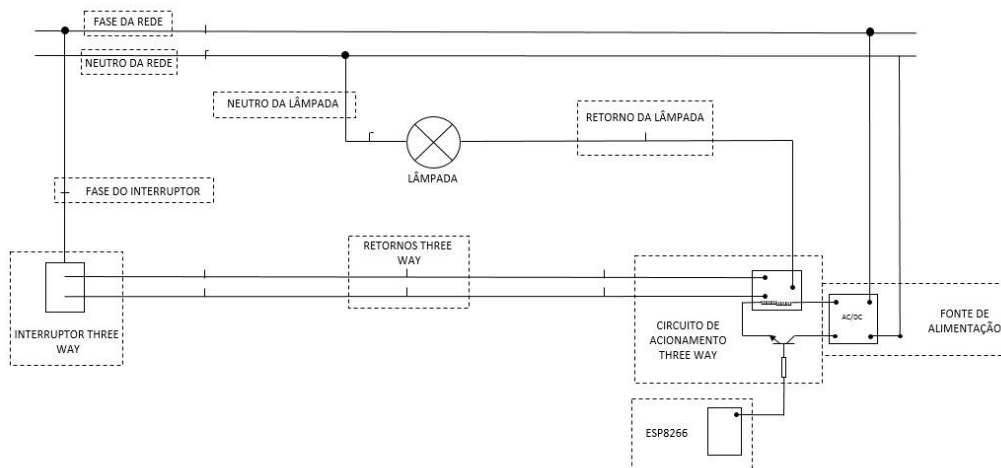 FASE DA REDE
NEUTRO DA REDE
NEUTRO DA LÂMPADA
RETORNO DA LÂMPADA
LÂMPADA
FASE DO INTERRUPTOR
RETORNOS THREE
WAY
INTERRUPTOR THREE
WAY
CIRCUITO DE
ACIONAMENTO
THREE WAY
AC/DC
FONTE DE
ALIMENTAÇÃO
ESP8266